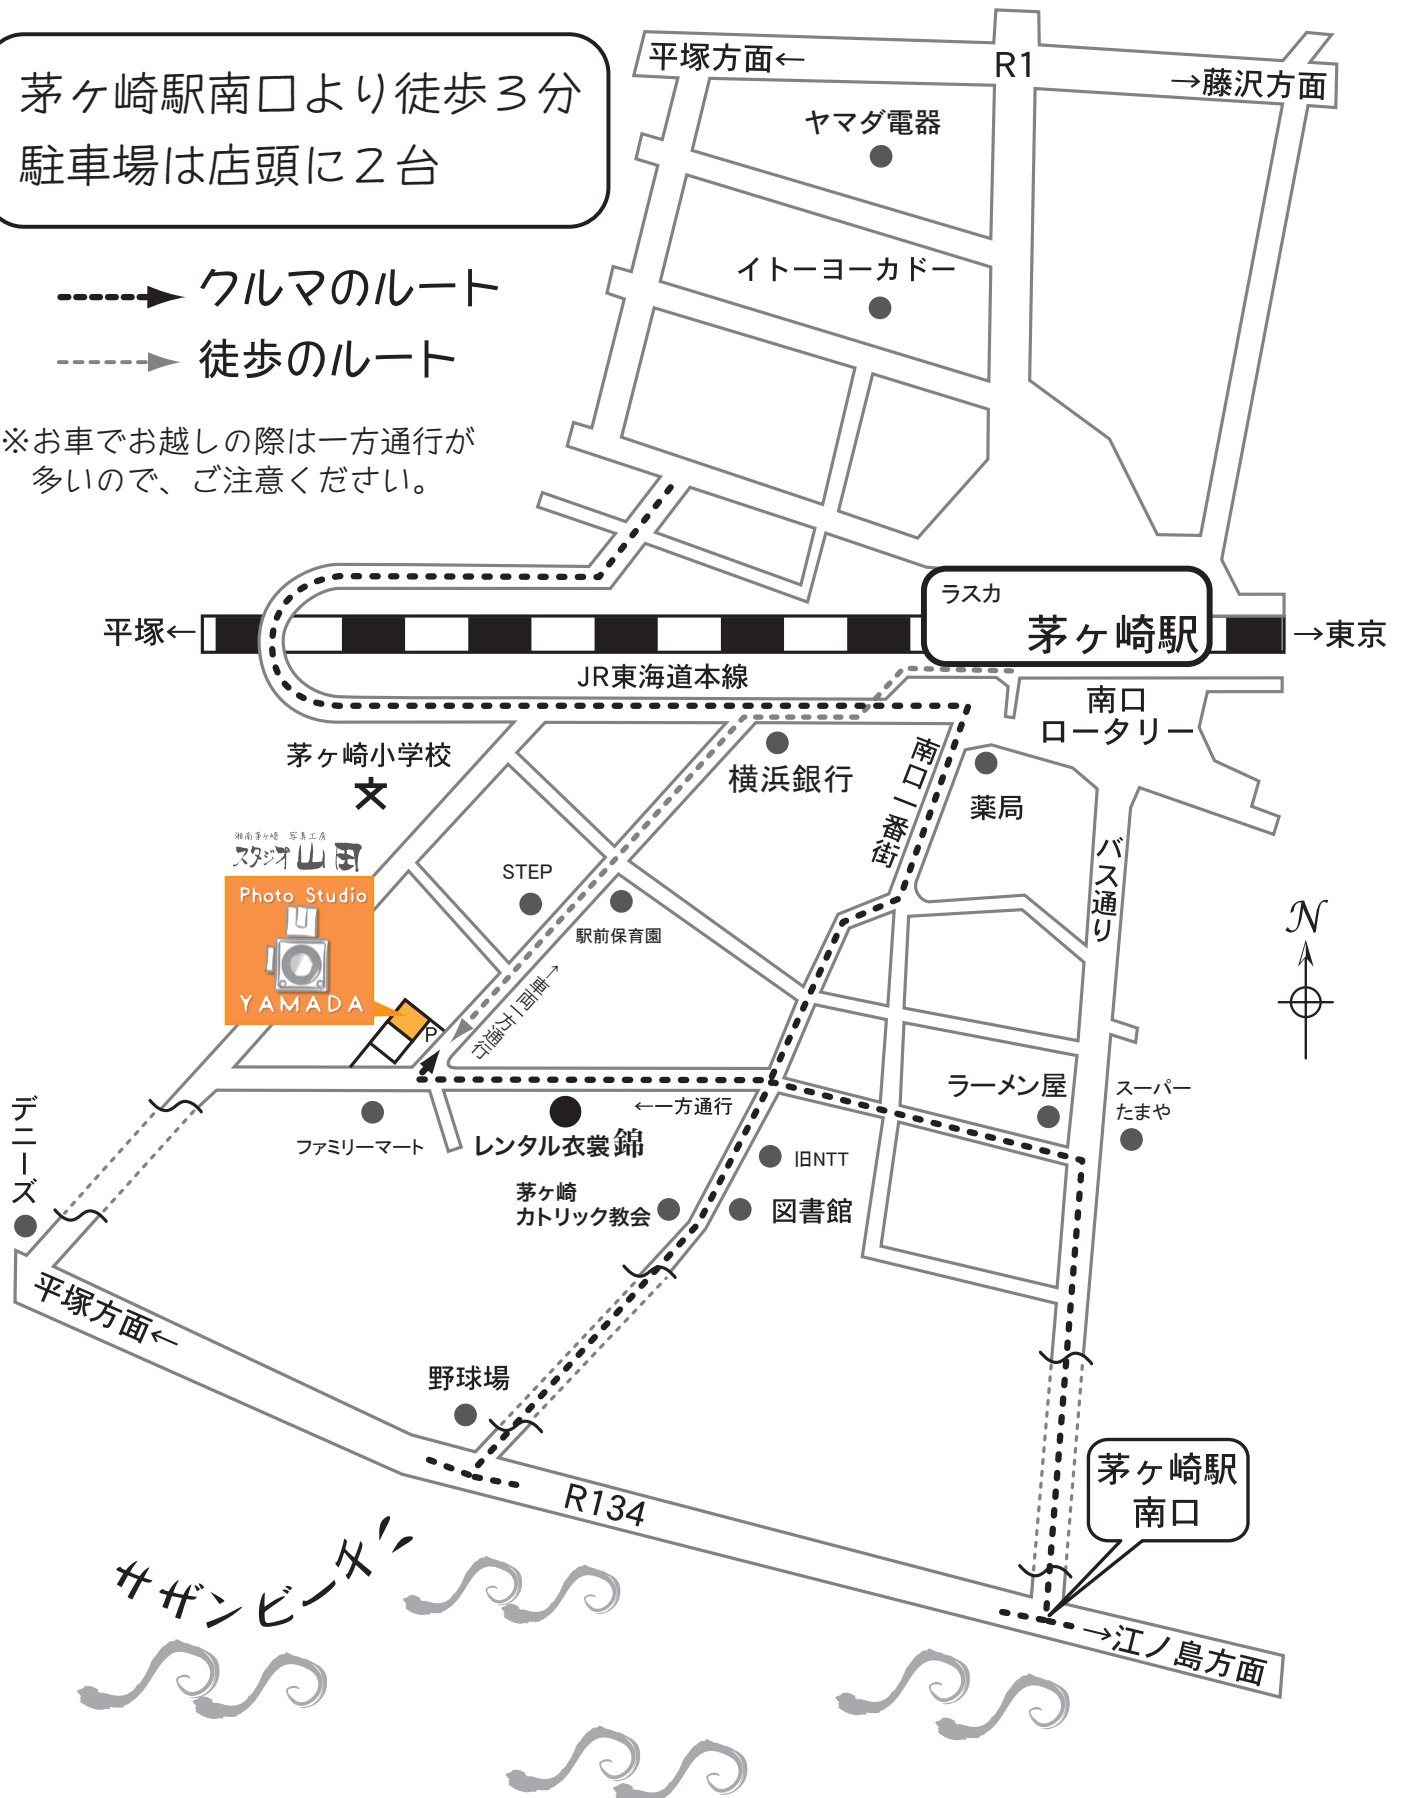 茅ヶ崎駅南口より徒歩３分
駐車場は店頭に２台
クルマのルート
徒歩のルート
※お車でお越しの際は一方通行が
多いので、ご注意ください。
平塚方面←
R1
→藤沢方面
ヤマダ電器
イトーヨーカドー
ラスカ
茅ヶ崎駅
平塚←
→東京
JR東海道本線
南口
ロータリー
茅ヶ崎小学校
文
横浜銀行
南口一番街
薬局
バス通り
湘南茅ヶ崎 写真工房
スタジオ山田
Photo Studio
YAMADA
STEP
駅前保育園
←車両一方通行
P
N
ラーメン屋
スーパー
たまや
←一方通行
デニーズ
ファミリーマート
レンタル衣裳 錦
旧NTT
茅ヶ崎
カトリック教会
図書館
平塚方面←
野球場
R134
茅ヶ崎駅
南口
サザンビーチ
→江ノ島方面